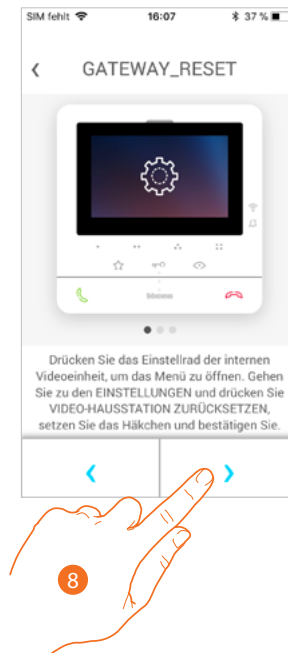 SIM fehlt 16:07 37 %
GATEWAY_RESET
bticino
Drücken Sie das Einstellrad der internen
Videoeinheit, um das Menü zu öffnen. Gehen
Sie zu den EINSTELLUNGEN und drücken Sie
VIDEO-HAUSSTATION ZURÜCKSETZEN,
setzen Sie das Häkchen und bestätigen Sie.
8